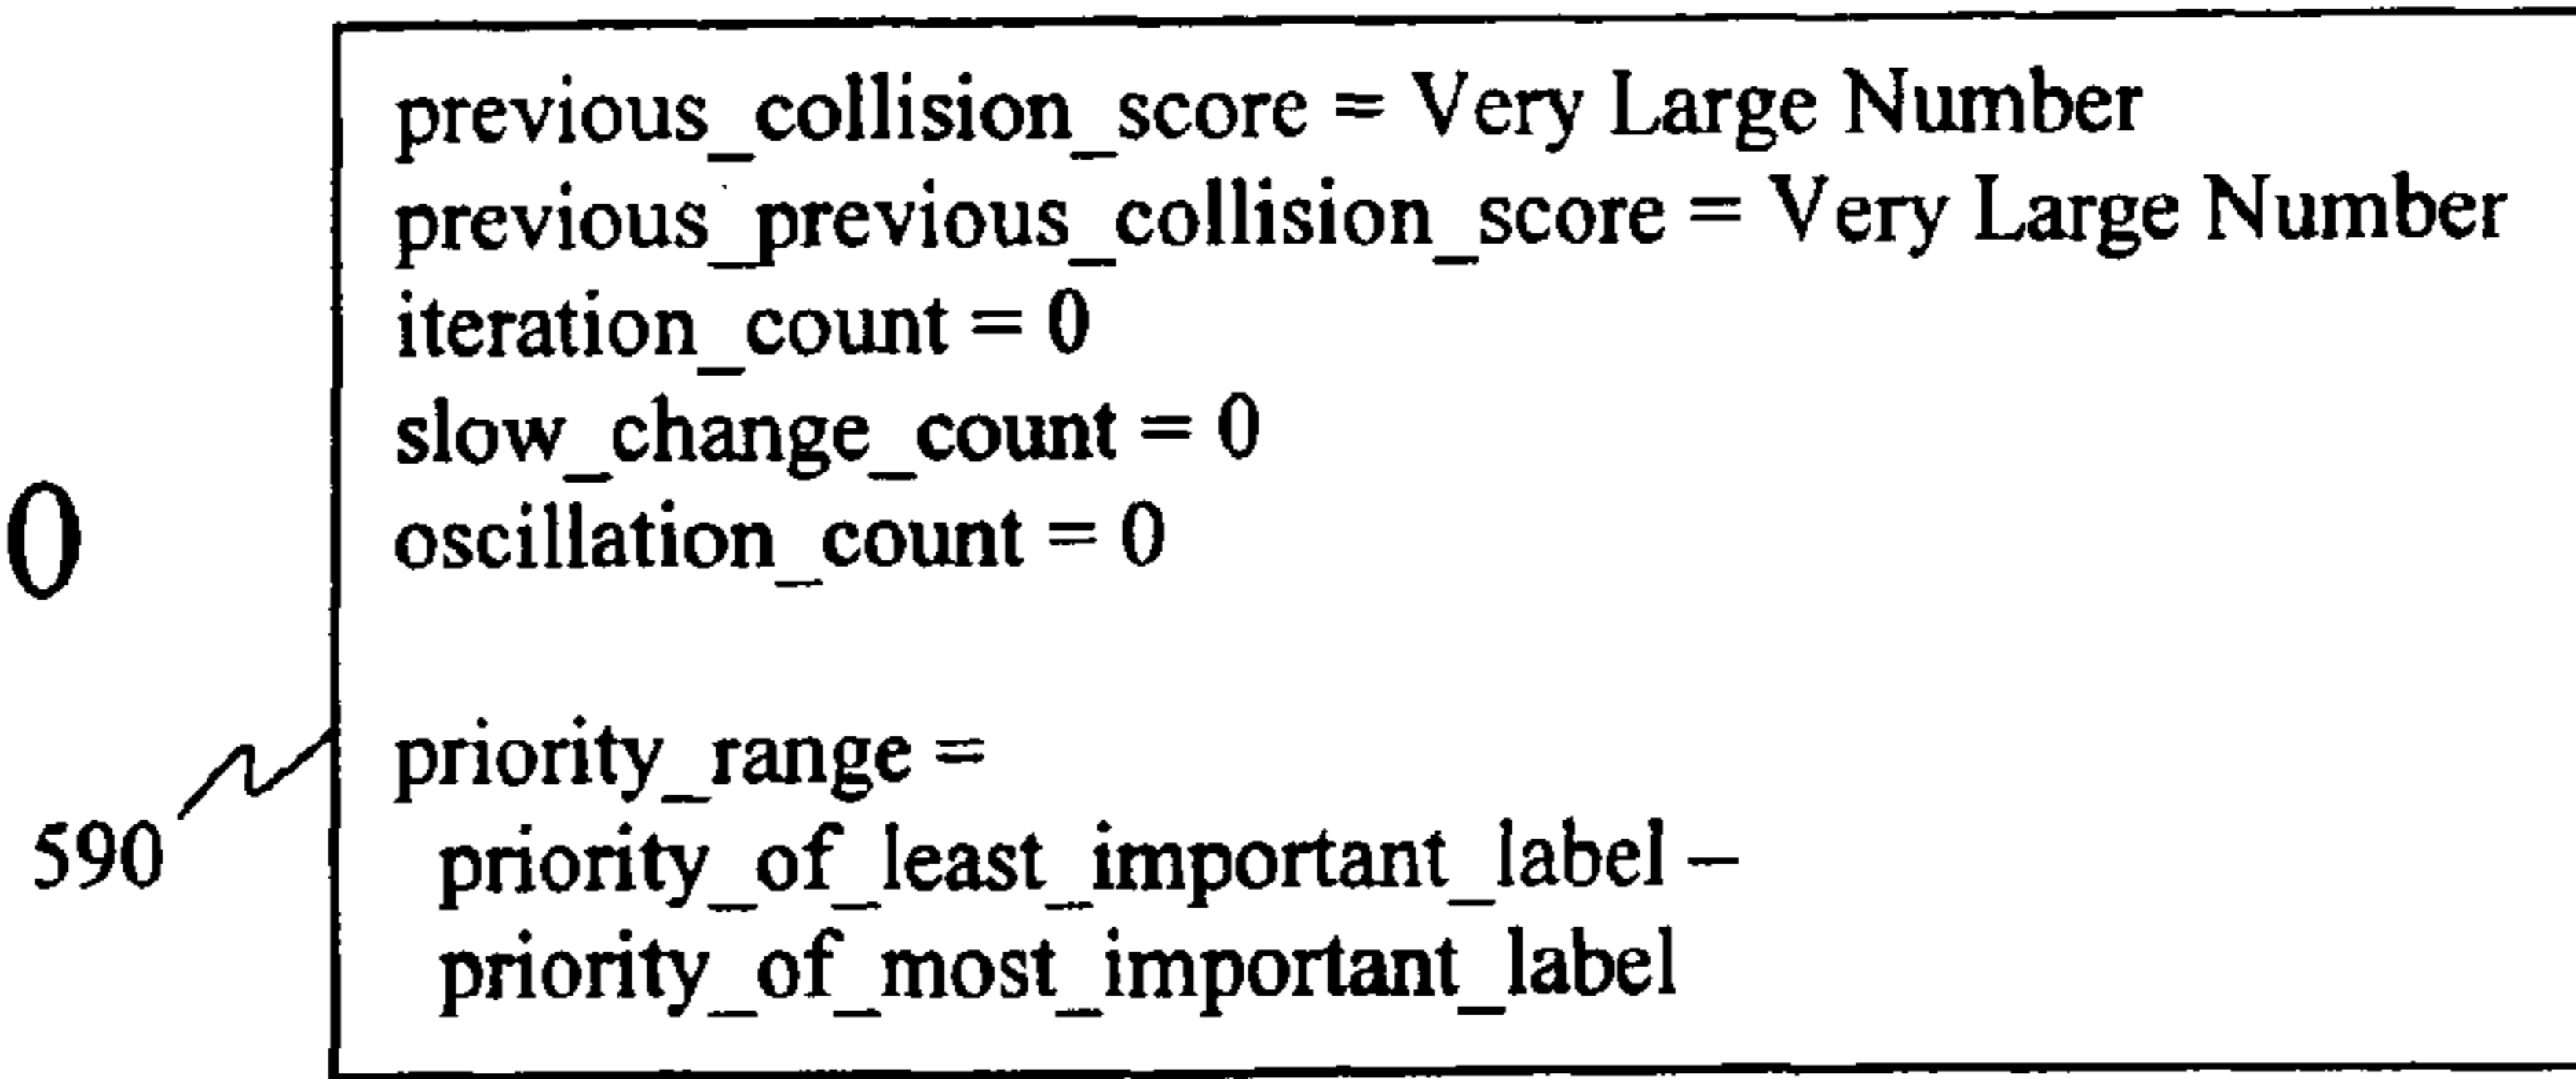 previous_collision_score = Very Large Number
previous_previous_collision_score = Very Large Number
iteration_count = 0
slow_change_count = 0
oscillation_count = 0
0
priority_range =
priority_of_least_important_label –
priority_of_most_important_label
590